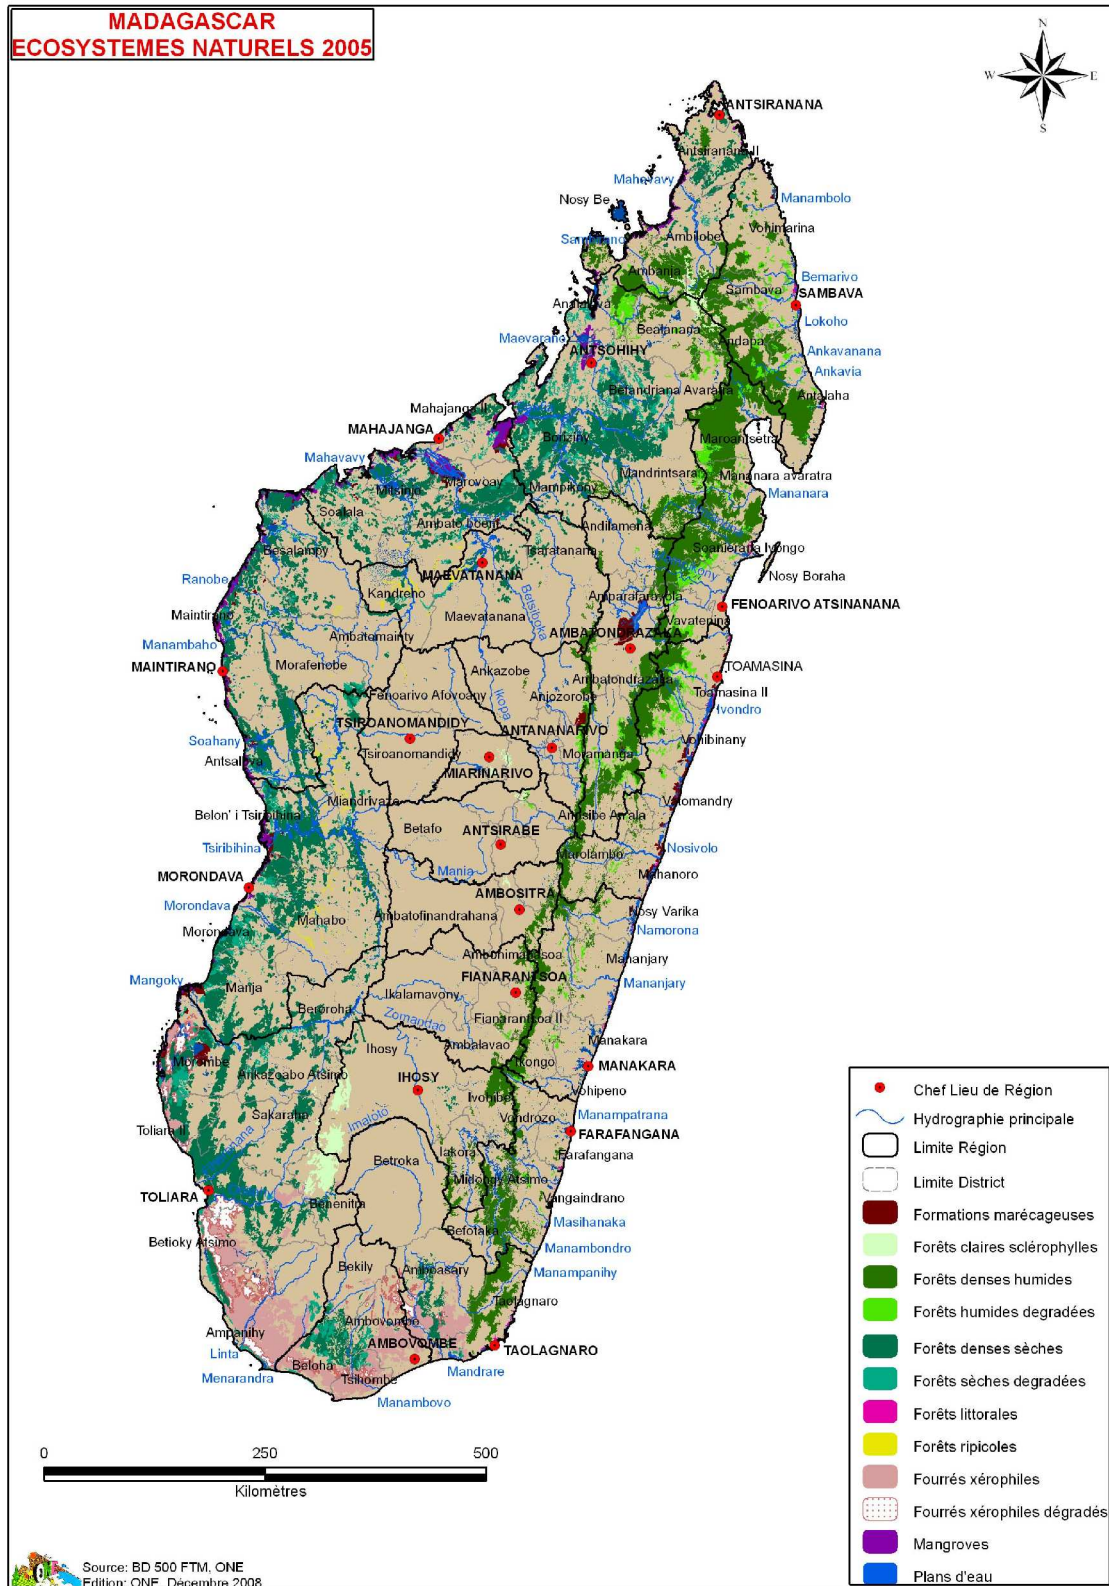 MADAGASCAR
ECOSYSTEMES NATURELS 2005
N
W
E
S
ANTSIRANANA
Antsiranana II
Mahavavy
Nosy Be
Manambolo
Vohimarina
Sambirano
Ambilobe
Ambanja
Bemarivo
Sambava
SAMBAVA
Analalava
Lokoho
Bealanana
Maevarano
Andapa
ANTSOHIHY
Ankavanana
Ankavia
Befandriana Avaratra
Antalaha
Mahajanga II
MAHAJANGA
Boriziny
Maroantsetra
Mahavavy
Mandrintsara
Mananara avaratra
Marovoay
Mitsinjo
Mampikony
Mananara
Soalala
Ambato boeni
Andilamena
Besalampy
Tsaratanana
Soanierana Ivongo
MAEVATANANA
Nosy Boraha
Ranobe
Kandreho
Betsiboka
Amparafaravola
FENOARIVO ATSINANANA
Maintirano
Maevatanana
Vavatenina
Ambatomainty
AMBATONDRAZAKA
Manambaho
MAINTIRANO
Morafenobe
Ankazobe
TOAMASINA
Ambatondrazaka
Fenoarivo Afovoany
Ikopa
Anjozorobe
Toamasina II
Ivondro
TSIROANOMANDIDY
ANTANANARIVO
Soahany
Vohibinany
Antsalova
Tsiroanomandidy
Moramanga
MIARINARIVO
Miandrivazo
Vatomandry
Belon' i Tsiribihina
Betafo
Antsibe Anala
ANTSIRABE
Tsiribihina
Nosivolo
Marolambo
Mania
Mahanoro
MORONDAVA
AMBOSITRA
Morondava
Nosy Varika
Mahabo
Ambatofinandrahana
Namorona
Morondava
Ambohimahasoa
Mananjary
FIANARANTSOA
Mangoky
Manja
Ikalamavony
Mananjary
Beroroha
Zomandao
Fianarantsoa II
Manakara
Ihosy
Ambalavao
Morombe
Ikongo
MANAKARA
Ankazoabo Atsimo
IHOSY
Ivohibe
Vohipeno
Sakaraha
Vondrozo
Manampatrana
Imaloto
Toliara II
FARAFANGANA
Iakora
Farafangana
Betroka
Midongy Atsimo
TOLIARA
Benenitra
Vangaindrano
Masihanaka
Befotaka
Betioky Atsimo
Manambondro
Bekily
Amboasary
Manampanihy
Taolagnaro
Ambovombe
Ampanihy
AMBOVOMBE
TAOLAGNARO
Linta
Beloha
Mandrare
Menarandra
Tsihombe
Manambovo
0
250
500
Kilomètres
Chef Lieu de Région
Hydrographie principale
Limite Région
Limite District
Formations marécageuses
Forêts claires sclérophylles
Forêts denses humides
Forêts humides degradées
Forêts denses sèches
Forêts sèches degradées
Forêts littorales
Forêts ripicoles
Fourrés xérophiles
Fourrés xérophiles dégradés
Mangroves
Plans d'eau
Source: BD 500 FTM, ONE
Edition: ONE, Décembre 2008